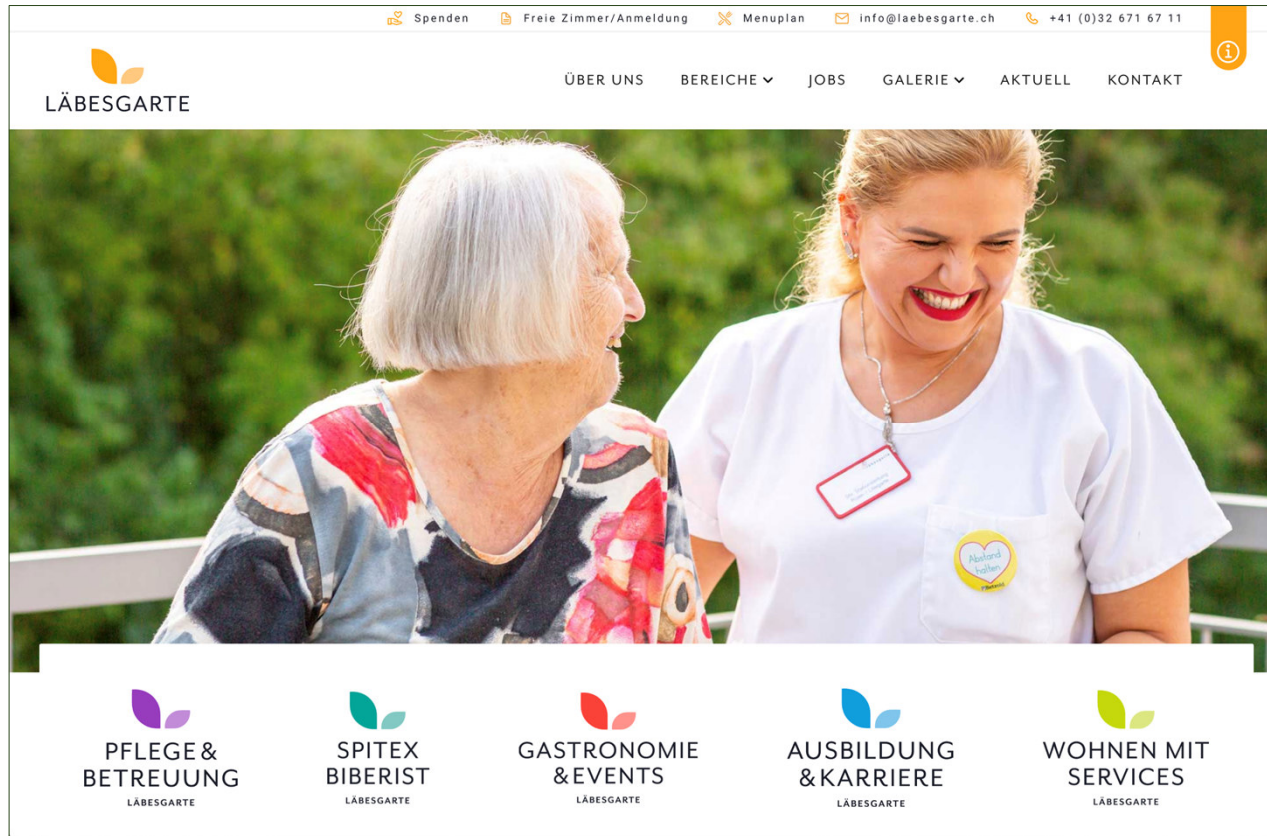 Spenden Freie Zimmer/Anmeldung Menuplan info@laebesgarte.ch +41 (0)32 671 67 11
LÄBESGARTE
ÜBER UNS BEREICHE JOBS GALERIE AKTUELL KONTAKT
Abstand
halten
PFLEGE &
BETREUUNG
LÄBESGARTE
SPITEX
BIBERIST
LÄBESGARTE
GASTRONOMIE
& EVENTS
LÄBESGARTE
AUSBILDUNG
& KARRIERE
LÄBESGARTE
WOHNEN MIT
SERVICES
LÄBESGARTE